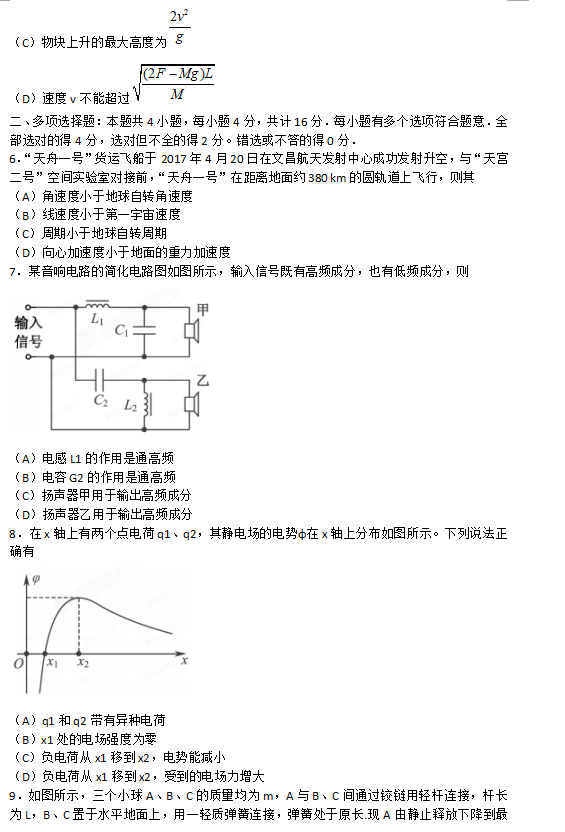 （C）物块上升的最大高度为 2v²/g
（D）速度 v 不能超过 √((2F－Mg)L/M)
二、多项选择题：本题共 4 小题，每小题 4 分，共计 16 分．每小题有多个选项符合题意．全
部选对的得 4 分，选对但不全的得 2 分。错选或不答的得 0 分．
6.“天舟一号”货运飞船于 2017 年 4 月 20 日在文昌航天发射中心成功发射升空，与“天宫
二号”空间实验室对接前，“天舟一号”在距离地面约 380 km 的圆轨道上飞行，则其
（A）角速度小于地球自转角速度
（B）线速度小于第一宇宙速度
（C）周期小于地球自转周期
（D）向心加速度小于地面的重力加速度
7．某音响电路的简化电路图如图所示，输入信号既有高频成分，也有低频成分，则
甲
L₁
输入
C₁
信号
乙
C₂ L₂
（A）电感 L1 的作用是通高频
（B）电容 G2 的作用是通高频
（C）扬声器甲用于输出高频成分
（D）扬声器乙用于输出高频成分
8．在 x 轴上有两个点电荷 q1、q2，其静电场的电势φ在 x 轴上分布如图所示。下列说法正
确有
φ
O x₁ x₂ x
（A）q1 和 q2 带有异种电荷
（B）x1 处的电场强度为零
（C）负电荷从 x1 移到 x2，电势能减小
（D）负电荷从 x1 移到 x2，受到的电场力增大
9．如图所示，三个小球 A、B、C 的质量均为 m，A 与 B、C 间通过铰链用轻杆连接，杆长
为 L，B、C 置于水平地面上，用一轻质弹簧连接，弹簧处于原长.现 A 由静止释放下降到最